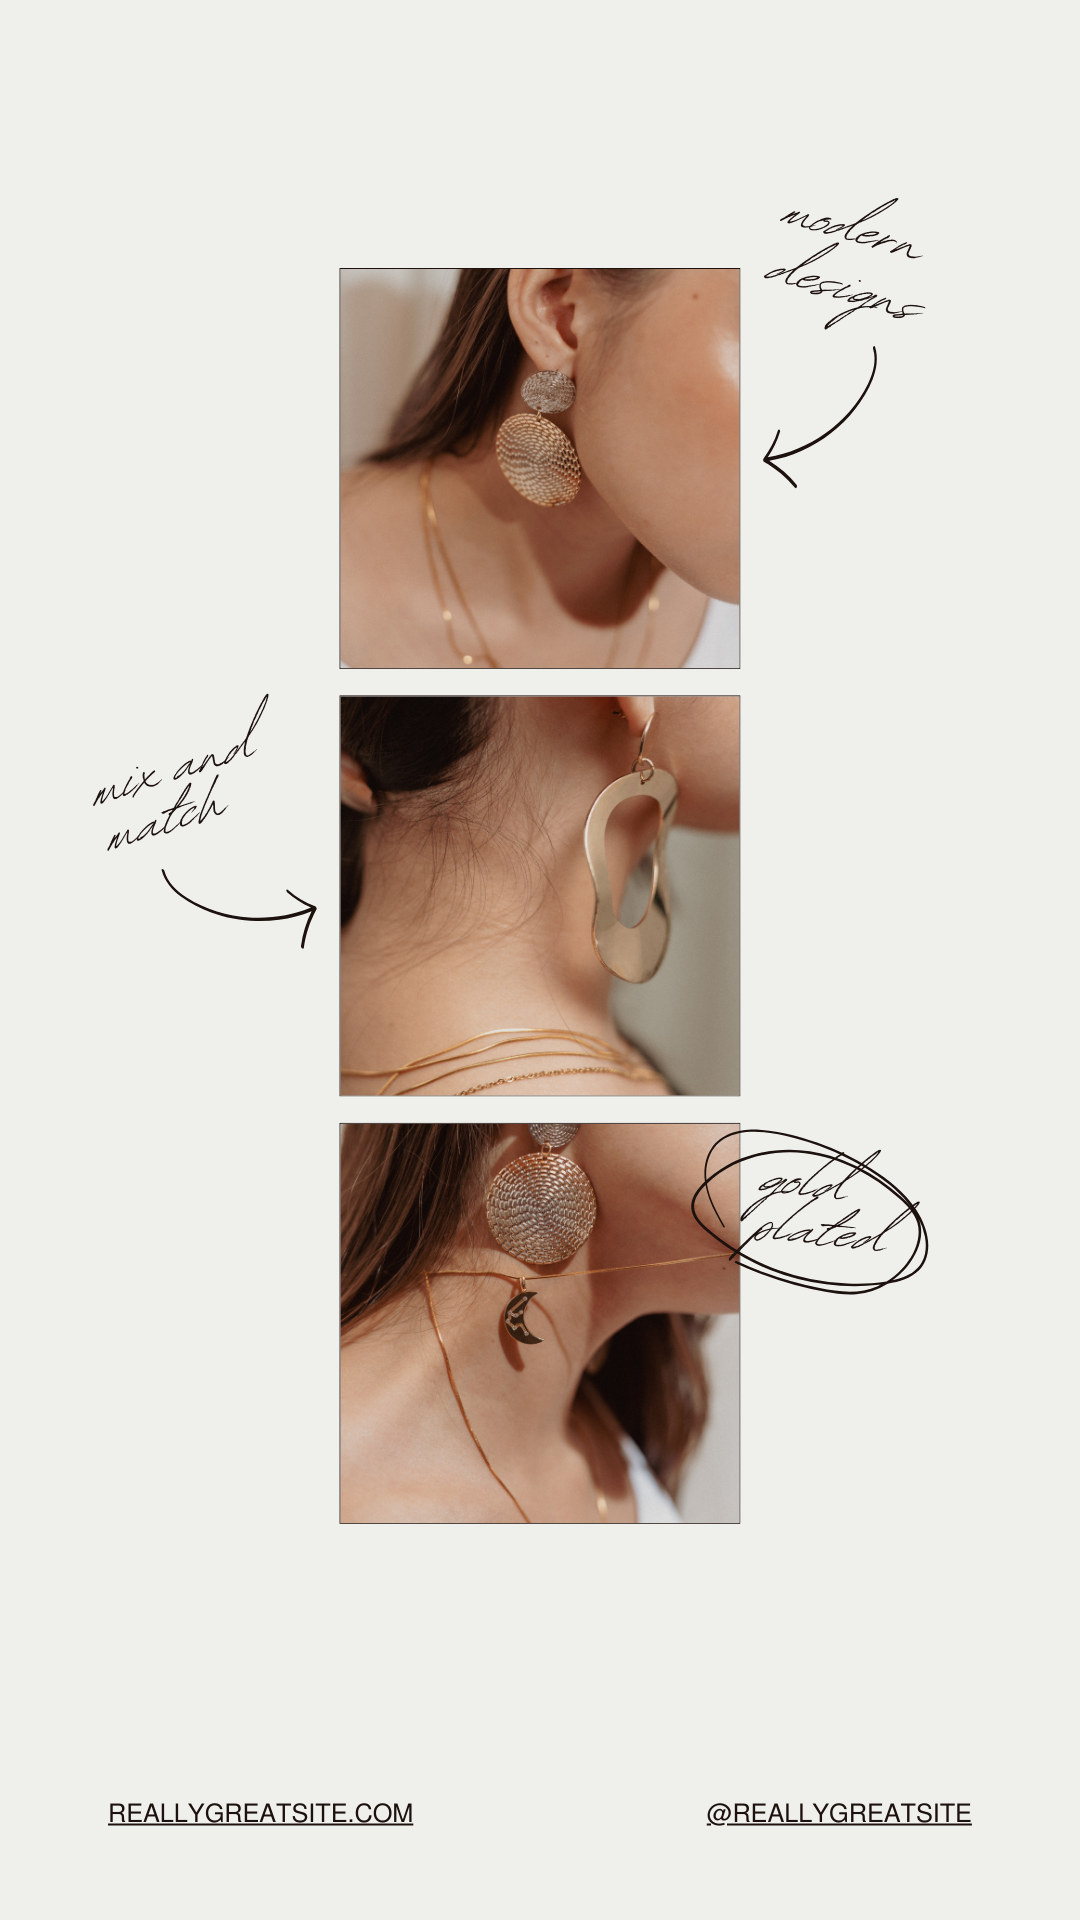 modern
designs
mix and
match
gold
plated
REALLYGREATSITE.COM
@REALLYGREATSITE